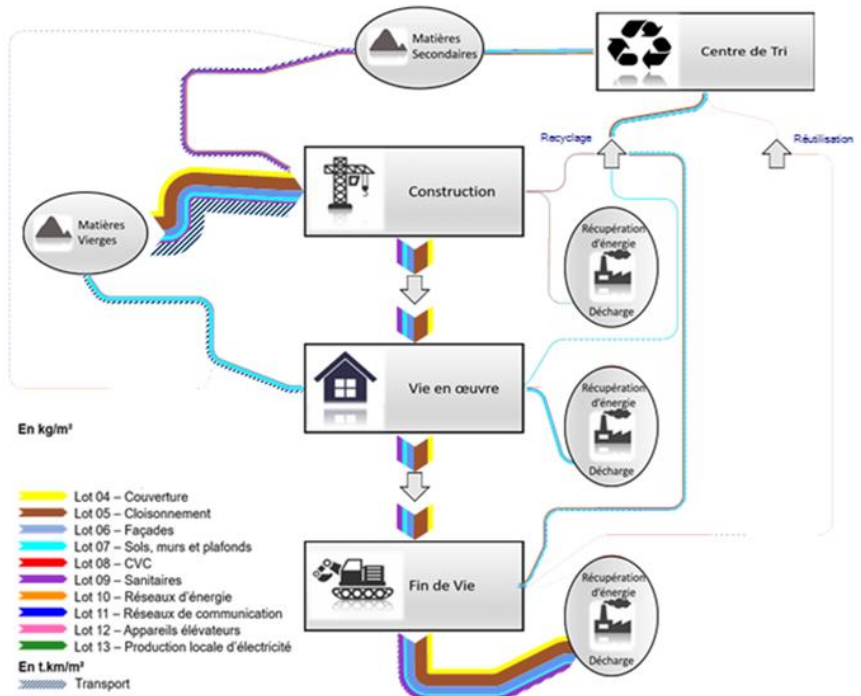 Matières
Secondaires
Centre de Tri
Recyclage
Réutilisation
Construction
Matières
Vierges
Récupération
d'énergie
Décharge
Vie en œuvre
Récupération
d'énergie
Décharge
En kg/m²
Lot 04 – Couverture
Lot 05 – Cloisonnement
Lot 06 – Façades
Lot 07 – Sols, murs et plafonds
Lot 08 – CVC
Lot 09 – Sanitaires
Lot 10 – Réseaux d'énergie
Lot 11 – Réseaux de communication
Lot 12 – Appareils élévateurs
Lot 13 – Production locale d'électricité
En t.km/m²
Transport
Fin de Vie
Récupération
d'énergie
Décharge